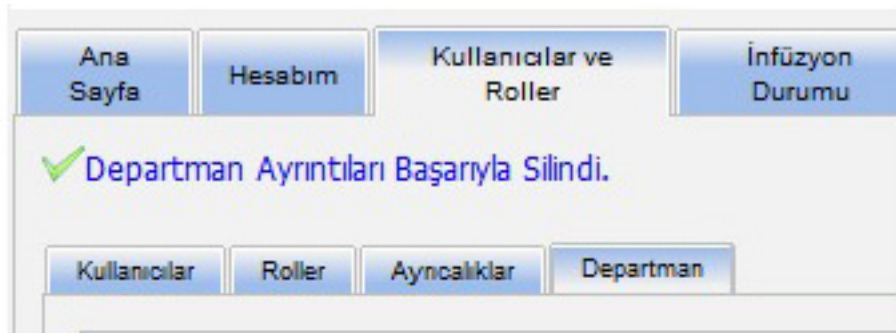 Ana
Sayfa
Hesabım
Kullanıcılar ve
Roller
İnfüzyon
Durumu
Departman Ayrıntıları Başarıyla Silindi.
Kullanıcılar
Roller
Ayrıcalıklar
Departman